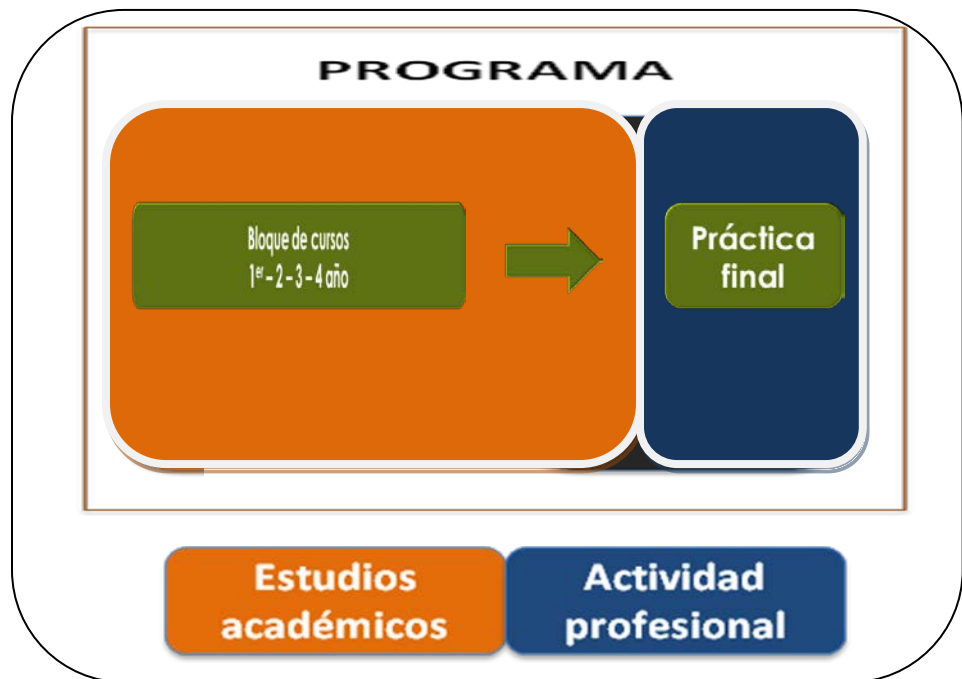 PROGRAMA
Bloque de cursos
1er – 2 – 3 – 4 año
Práctica
final
Estudios
académicos
Actividad
profesional